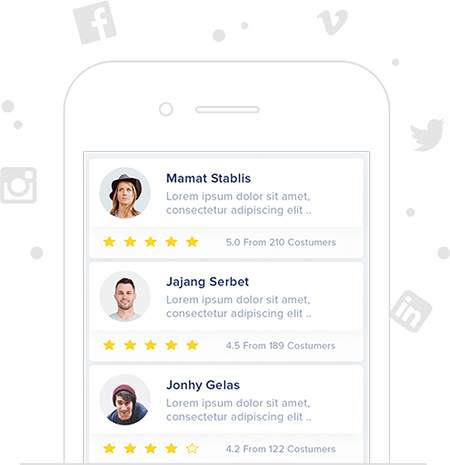 Mamat Stablis
Lorem ipsum dolor sit amet,
consectetur adipiscing elit ..
5.0 From 210 Costumers
Jajang Serbet
Lorem ipsum dolor sit amet,
consectetur adipiscing elit ..
4.5 From 189 Costumers
Jonhy Gelas
Lorem ipsum dolor sit amet,
consectetur adipiscing elit ..
4.2 From 122 Costumers